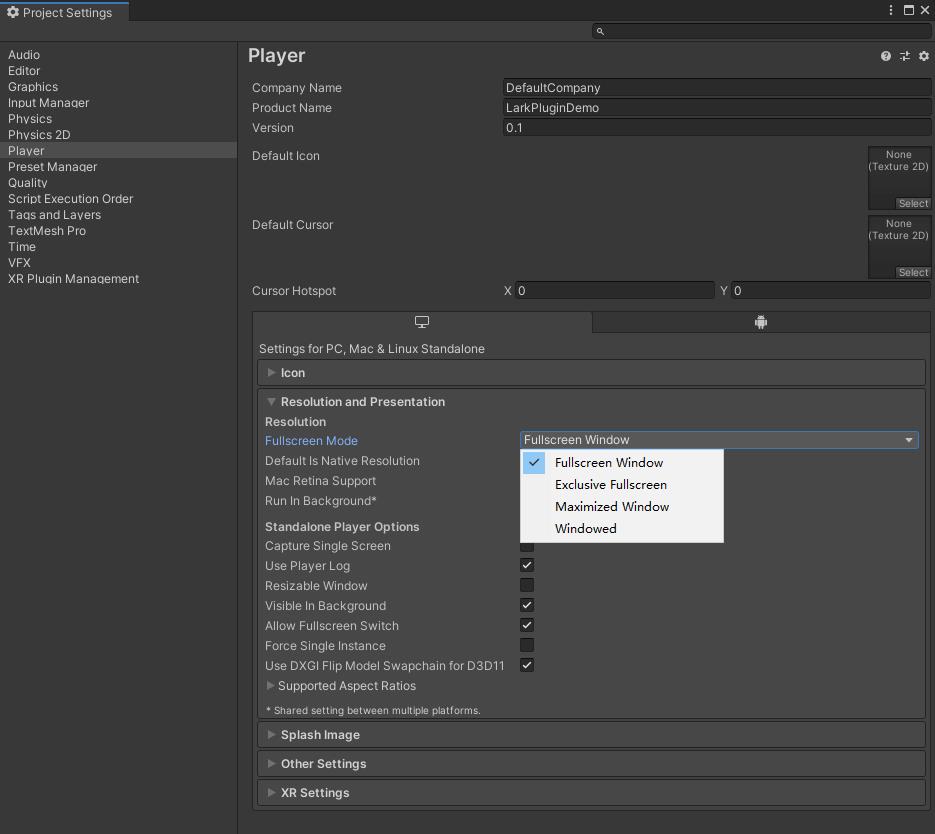 Project Settings
Audio
Editor
Graphics
Input Manager
Physics
Physics 2D
Player
Preset Manager
Quality
Script Execution Order
Tags and Layers
TextMesh Pro
Time
VFX
XR Plugin Management
Player
Company Name DefaultCompany
Product Name LarkPluginDemo
Version 0.1
Default Icon
None
(Texture 2D)
Select
Default Cursor
None
(Texture 2D)
Select
Cursor Hotspot X 0 Y 0
Settings for PC, Mac & Linux Standalone
Icon
Resolution and Presentation
Resolution
Fullscreen Mode Fullscreen Window
Default Is Native Resolution
Mac Retina Support
Run In Background*
Fullscreen Window
Exclusive Fullscreen
Maximized Window
Windowed
Standalone Player Options
Capture Single Screen
Use Player Log
Resizable Window
Visible In Background
Allow Fullscreen Switch
Force Single Instance
Use DXGI Flip Model Swapchain for D3D11
Supported Aspect Ratios
* Shared setting between multiple platforms.
Splash Image
Other Settings
XR Settings